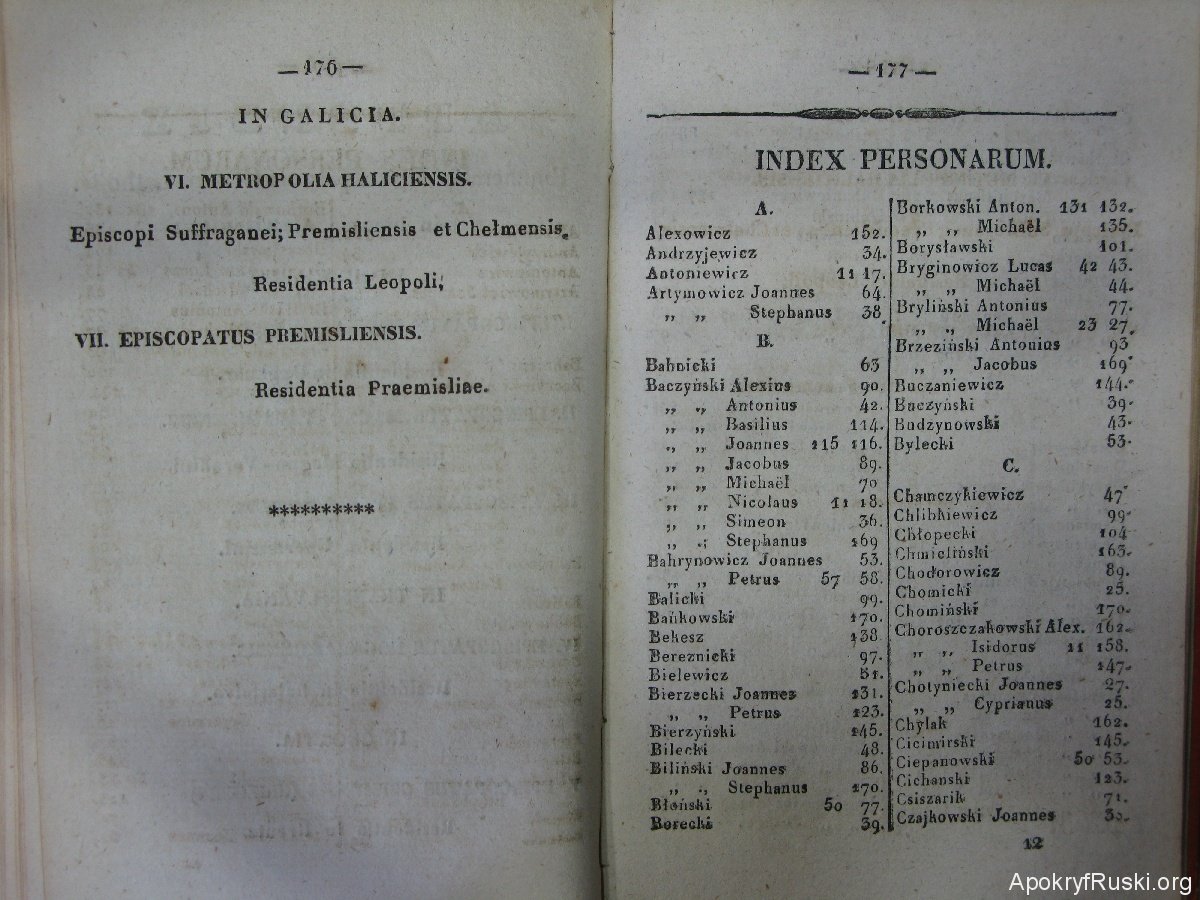 —176—
IN GALICIA.
VI. METROPOLIA HALICIENSIS.
Episcopi Suffraganei; Premisliensis et Chełmensis.
Residentia Leopoli,
VII. EPISCOPATUS PREMISLIENSIS.
Residentia Praemisliae.
**********
—177—
INDEX PERSONARUM.
A.
Alexowicz 152.
Andrzyjewicz 34.
Antoniewicz 11 17.
Artymowicz Joannes 64.
„ „ Stephanus 38
B.
Babnicki 63
Baczyński Alexius 90.
„ „ Antonius 42.
„ „ Basilius 114.
„ „ Joannes 115 116.
„ „ Jacobus 89.
„ „ Michaël 70
„ „ Nicolaus 11 18.
„ „ Simeon 36.
„ „ Stephanus 169
Bahrynowicz Joannes 53.
„ „ Petrus 57 58.
Balicki 99.
Bańkowski 170.
Bekesz 138
Bereznicki 97.
Bielewicz 51.
Bierzecki Joannes 131.
„ „ Petrus 123.
Bierzyński 145.
Bilecki 48.
Biliński Joannes 86.
„ „ Stephanus 170.
Błoński 50 77.
Borecki 39.
Borkowski Anton. 131 132.
„ „ Michaël 135.
Borysławski 101.
Bryginowicz Lucas 42 43.
„ „ Michaël 44.
Bryliński Antonius 77.
„ „ Michaël 23 27.
Brzeziński Antonius 93
„ „ Jacobus 169
Buczaniewicz 144.
Buczyński 39.
Budzynowski 43.
Bylecki 53.
C.
Chamczykiewicz 47
Chlibkiewicz 99
Chłopecki 104
Chmieliński 163.
Chodorowicz 89.
Chomicki 25.
Chomiński 170.
Choroszczakowski Alex. 162.
„ „ Isidorus 11 158.
„ „ Petrus 147.
Chotyniecki Joannes 27.
„ „ Cyprianus 25.
Chylak 162.
Cicimirski 145.
Ciepanowski 50 53.
Cichanski 123.
Csiszarik 71.
Czajkowski Joannes 30.
12
ApokryfRuski.org